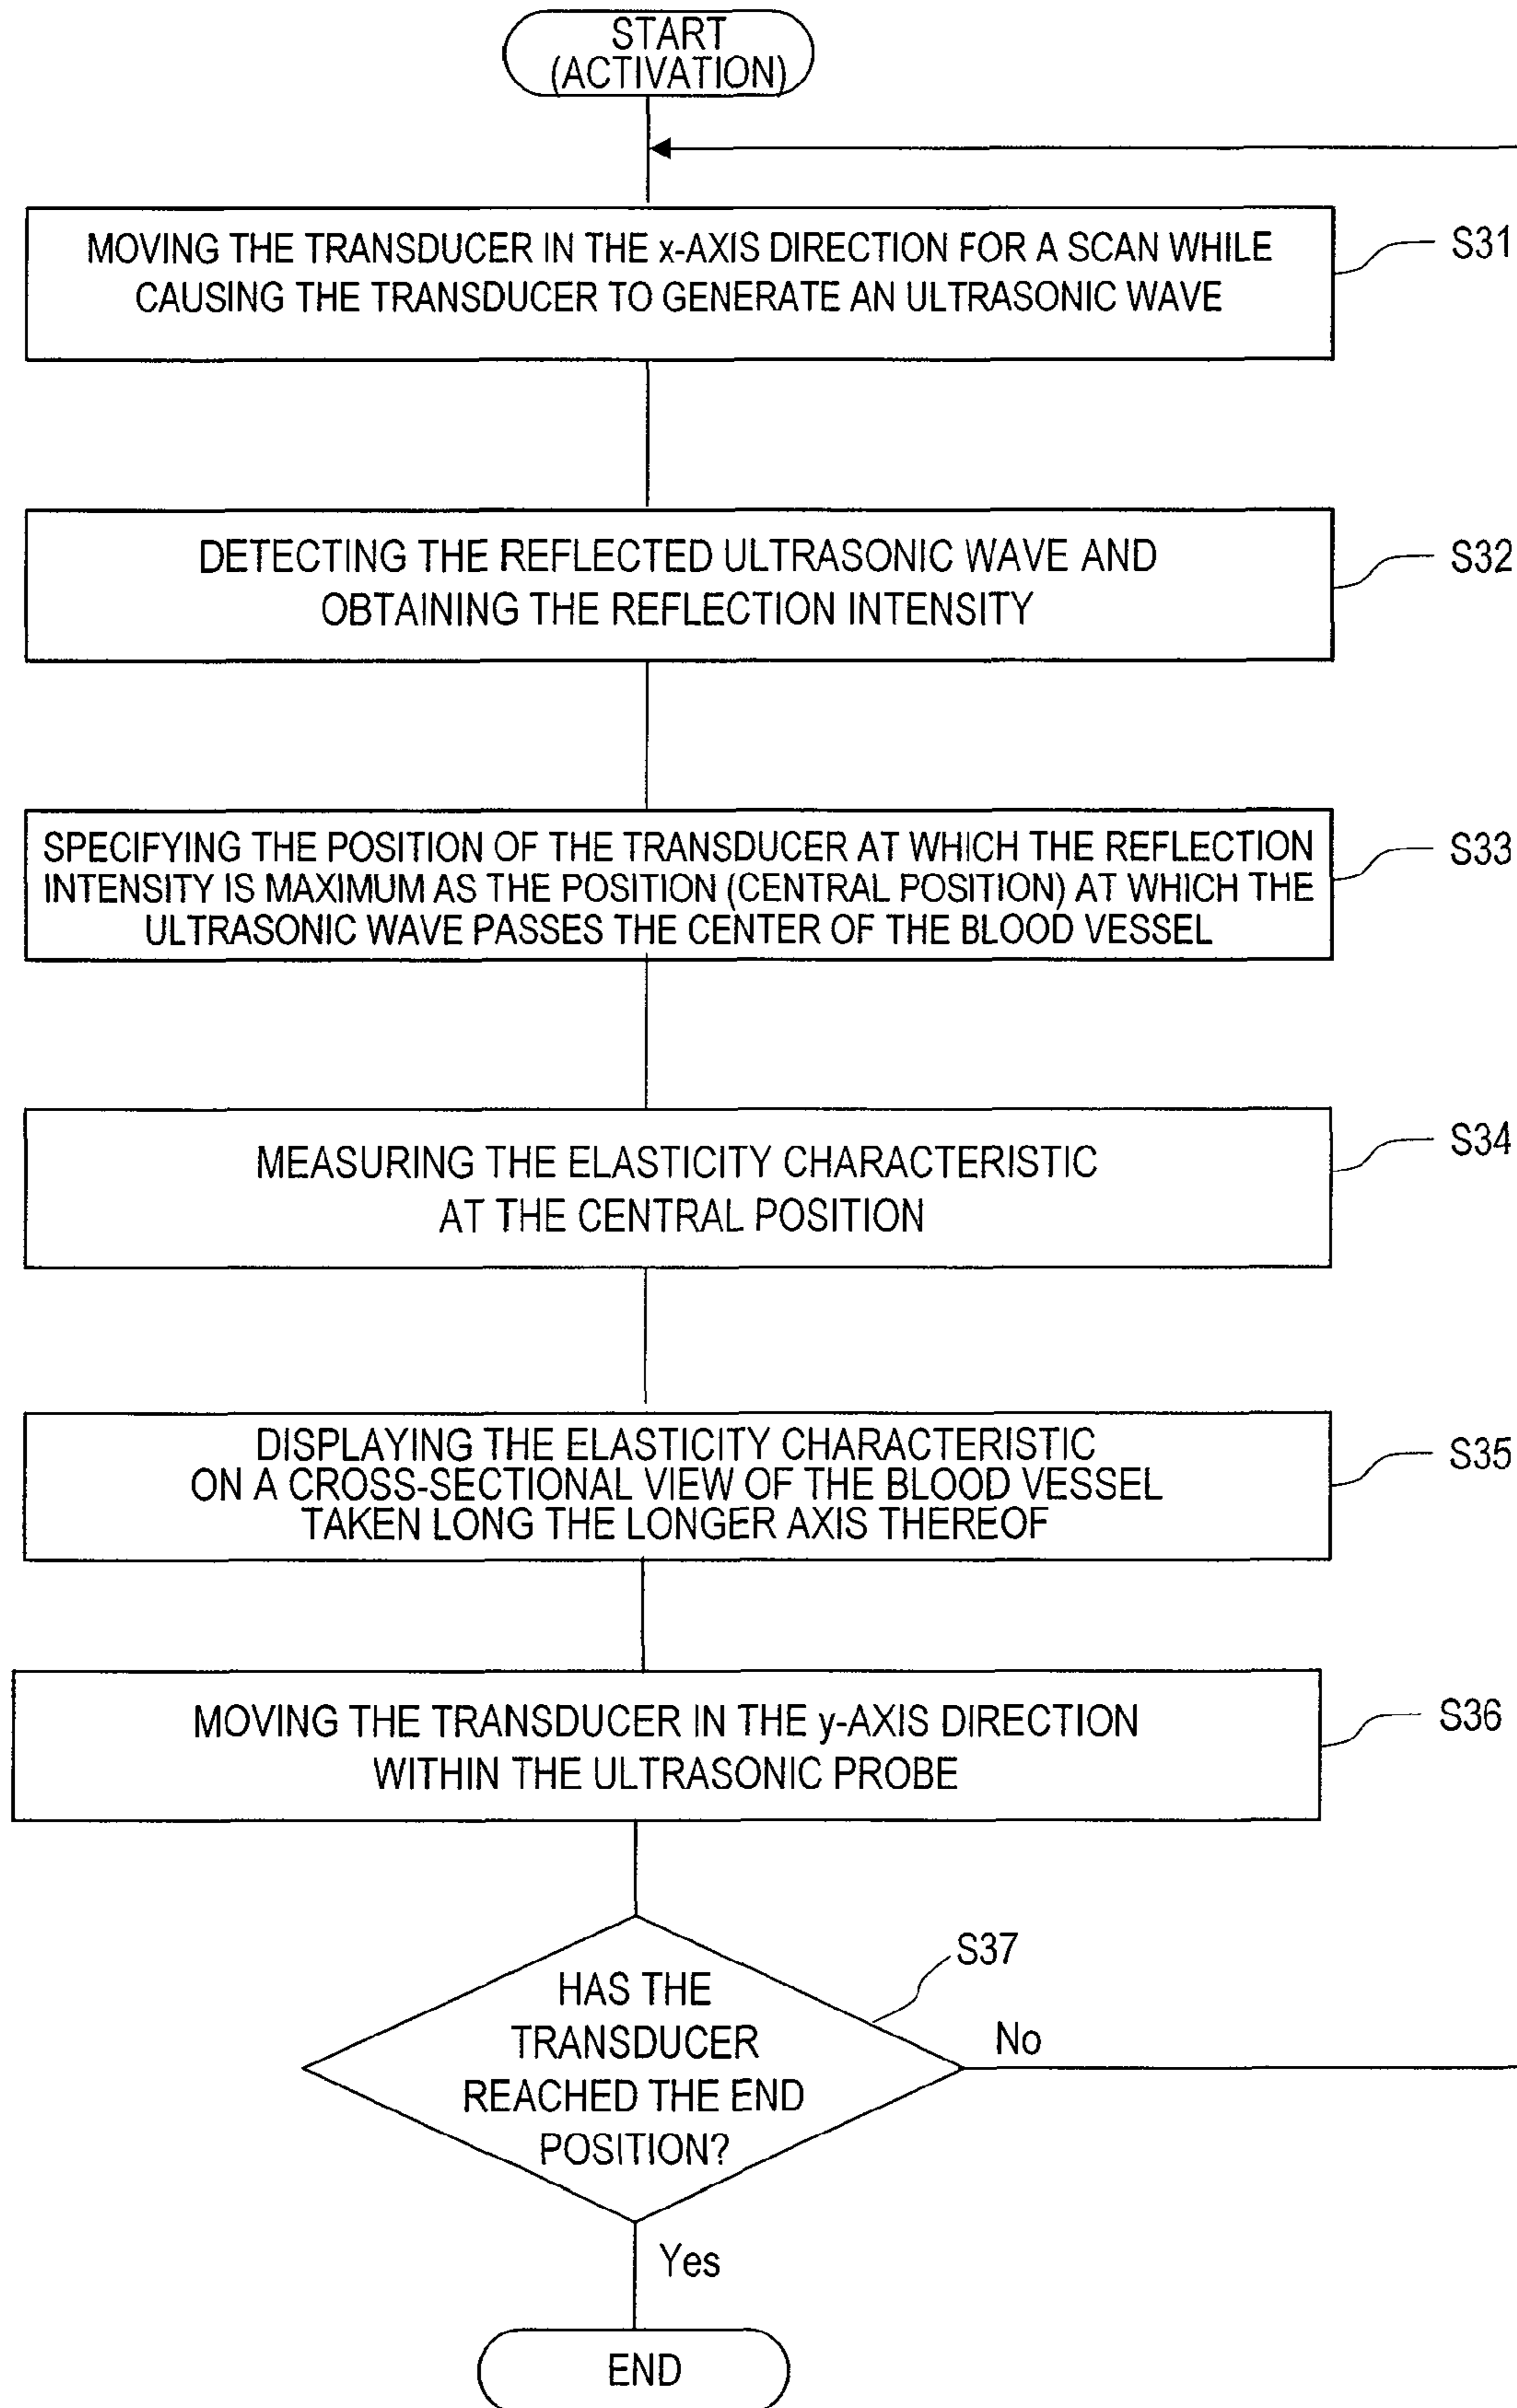 START
(ACTIVATION)
MOVING THE TRANSDUCER IN THE x-AXIS DIRECTION FOR A SCAN WHILE
CAUSING THE TRANSDUCER TO GENERATE AN ULTRASONIC WAVE
S31
DETECTING THE REFLECTED ULTRASONIC WAVE AND
OBTAINING THE REFLECTION INTENSITY
S32
SPECIFYING THE POSITION OF THE TRANSDUCER AT WHICH THE REFLECTION
INTENSITY IS MAXIMUM AS THE POSITION (CENTRAL POSITION) AT WHICH THE
ULTRASONIC WAVE PASSES THE CENTER OF THE BLOOD VESSEL
S33
MEASURING THE ELASTICITY CHARACTERISTIC
AT THE CENTRAL POSITION
S34
DISPLAYING THE ELASTICITY CHARACTERISTIC
ON A CROSS-SECTIONAL VIEW OF THE BLOOD VESSEL
TAKEN LONG THE LONGER AXIS THEREOF
S35
MOVING THE TRANSDUCER IN THE y-AXIS DIRECTION
WITHIN THE ULTRASONIC PROBE
S36
HAS THE
TRANSDUCER
REACHED THE END
POSITION?
S37
No
Yes
END